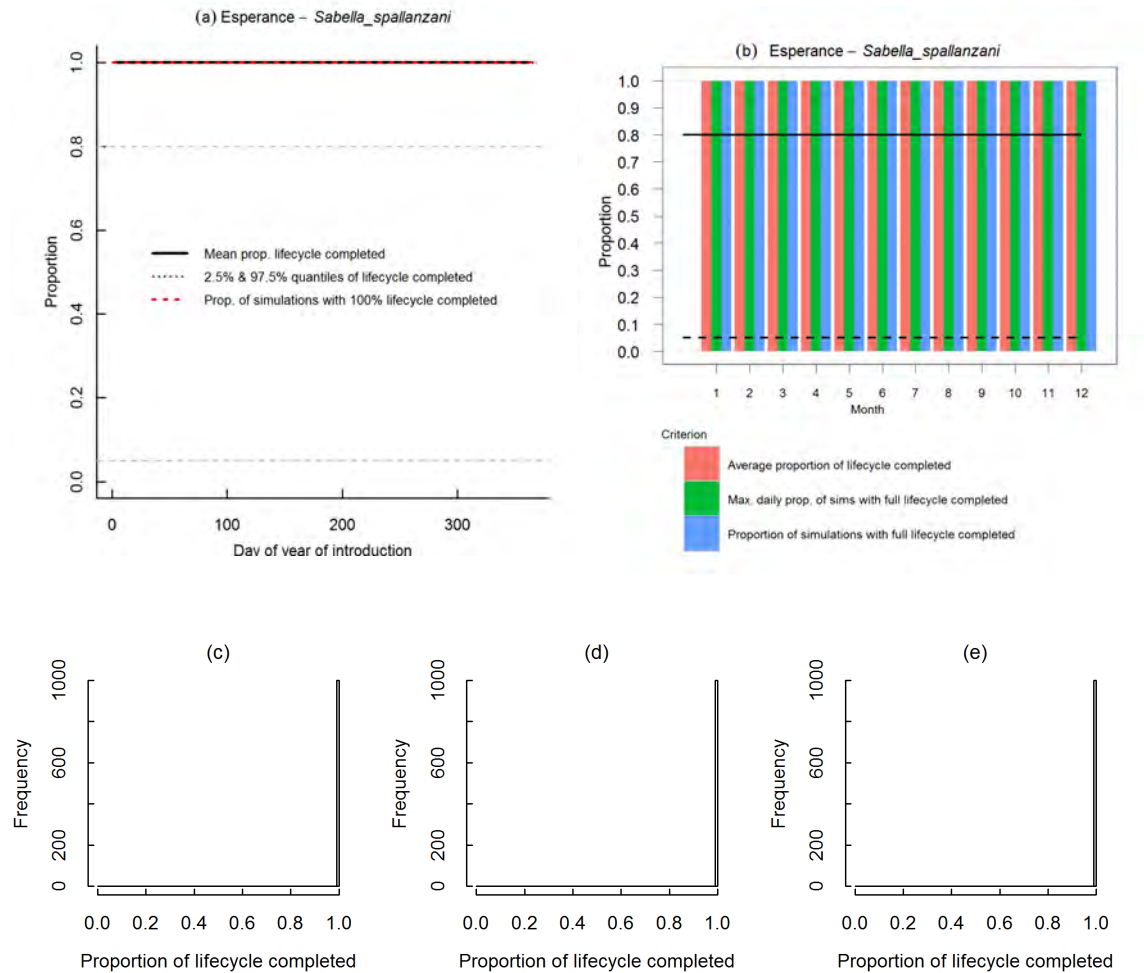 (a) Esperance – Sabella_spallanzani
1.0
0.8
0.6
0.4
0.2
0.0
Proportion
Mean prop. lifecycle completed
2.5% & 97.5% quantiles of lifecycle completed
Prop. of simulations with 100% lifecycle completed
0 100 200 300
Day of year of introduction
(b) Esperance – Sabella_spallanzani
1.0
0.9
0.8
0.7
0.6
0.5
0.4
0.3
0.2
0.1
0.0
Proportion
1 2 3 4 5 6 7 8 9 10 11 12
Month
Criterion
Average proportion of lifecycle completed
Max. daily prop. of sims with full lifecycle completed
Proportion of simulations with full lifecycle completed
(c)
1000
600
200
0
Frequency
0.0 0.2 0.4 0.6 0.8 1.0
Proportion of lifecycle completed
(d)
1000
600
200
0
Frequency
0.0 0.2 0.4 0.6 0.8 1.0
Proportion of lifecycle completed
(e)
1000
600
200
0
Frequency
0.0 0.2 0.4 0.6 0.8 1.0
Proportion of lifecycle completed